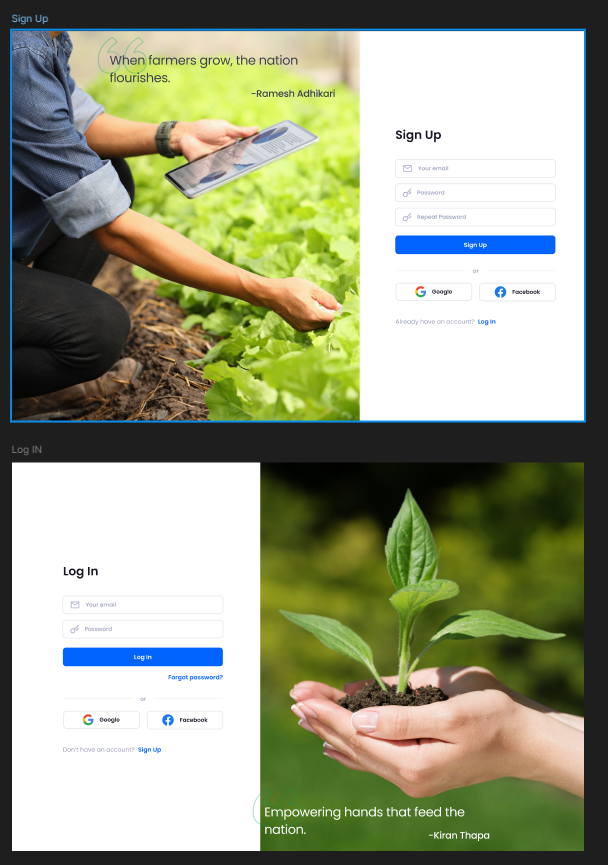 Sign Up
When farmers grow, the nation
flourishes.
-Ramesh Adhikari
Sign Up
Your email
Password
Repeat Password
Sign Up
or
Google
Facebook
Already have an account? Log In
Log IN
Log In
Your email
Password
Log In
Forgot password?
or
Google
Facebook
Don't have an account? Sign Up
Empowering hands that feed the
nation.
-Kiran Thapa